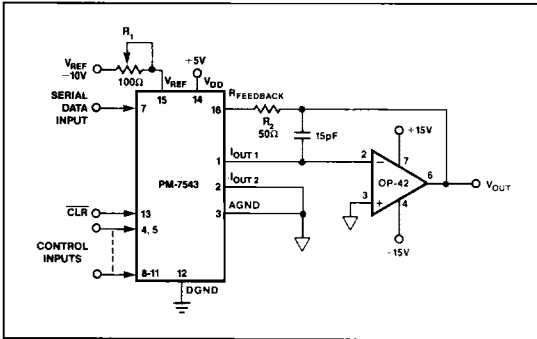 R1
VREF
-10V
100Ω
+5V
VREF
VDD
RFEEDBACK
15
14
SERIAL
DATA
INPUT
7
16
R2
50Ω
15pF
+15V
IOUT 1
1
2
−
7
PM-7543
OP-42
6
VOUT
IOUT 2
2
3
+
4
AGND
3
-15V
CLR
13
4, 5
CONTROL
INPUTS
8-11
12
DGND